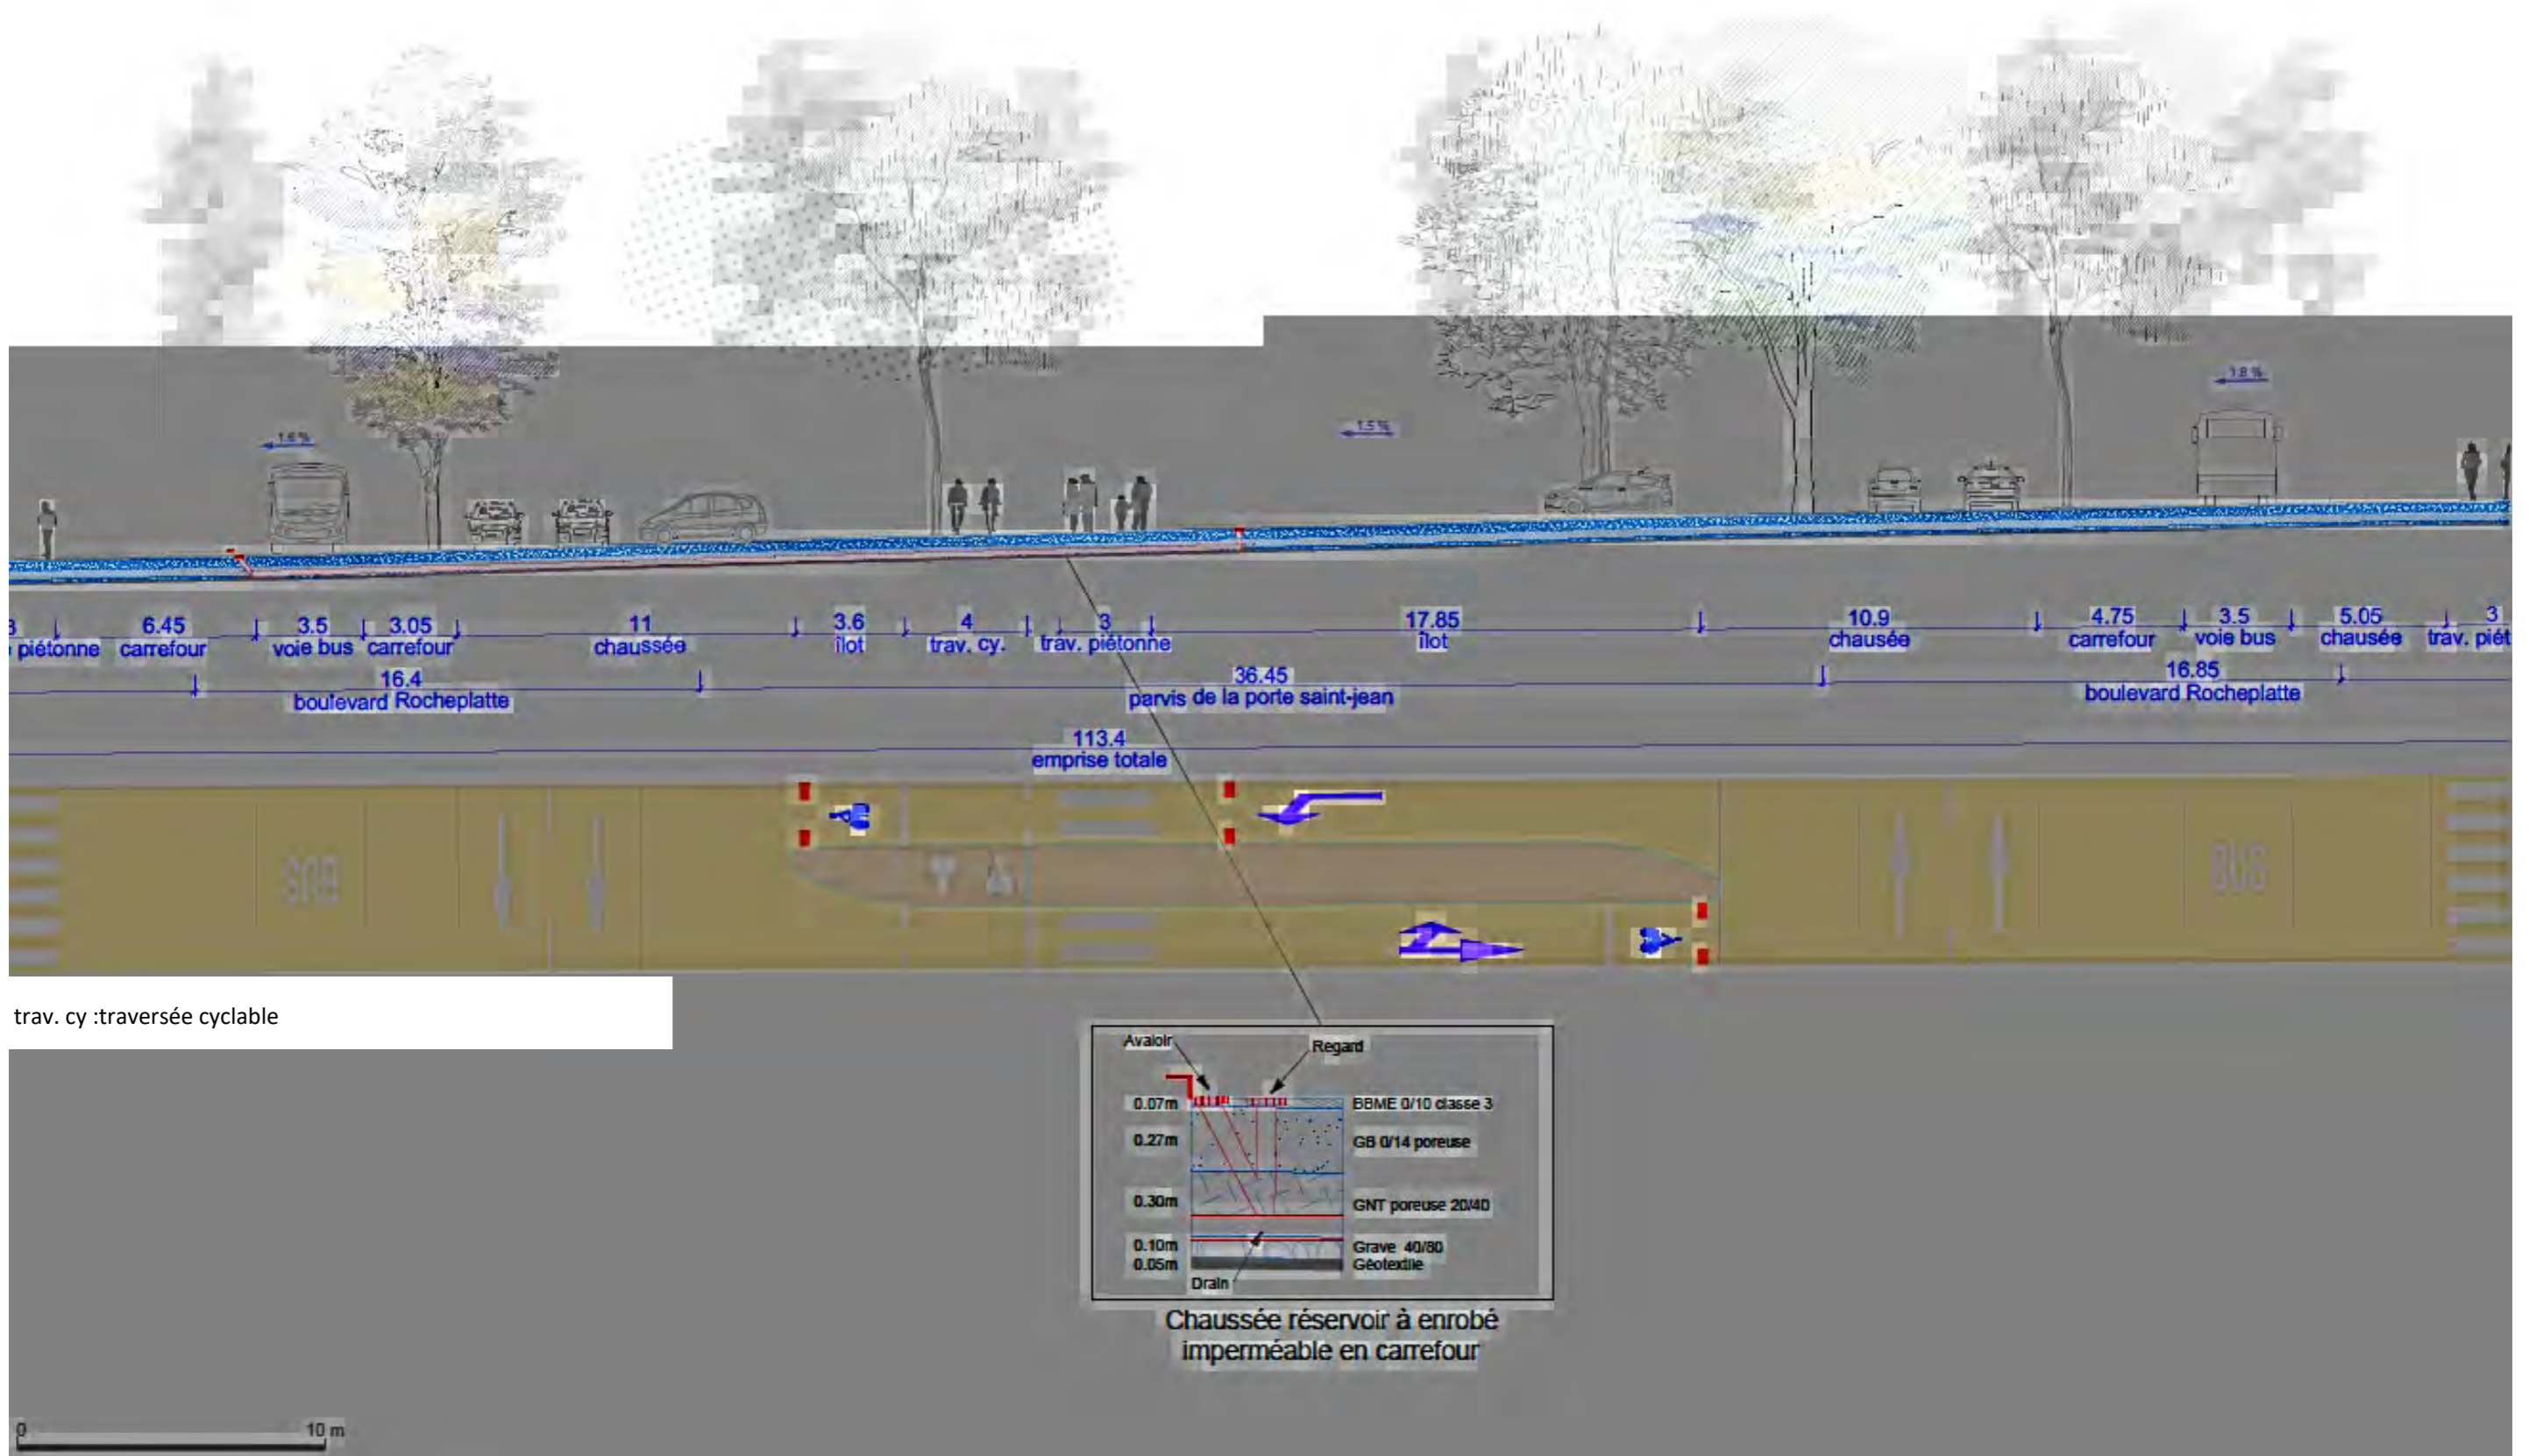 1.8 %
1.5 %
1.6 %
3 6.45 3.5 3.05 11 3.6 4 3 17.85 10.9 4.75 3.5 5.05 3
piétonne carrefour voie bus carrefour chaussée îlot trav. cy. trav. piétonne îlot chausée carrefour voie bus chausée trav. piét
16.4 36.45 16.85
boulevard Rocheplatte parvis de la porte saint-jean boulevard Rocheplatte
113.4
emprise totale
BUS BUS
trav. cy :traversée cyclable
Avaloir Regard
0.07m BBME 0/10 classe 3
0.27m GB 0/14 poreuse
0.30m GNT poreuse 20/40
0.10m Grave 40/80
0.05m Géotextile
Drain
Chaussée réservoir à enrobé
imperméable en carrefour
0 10 m